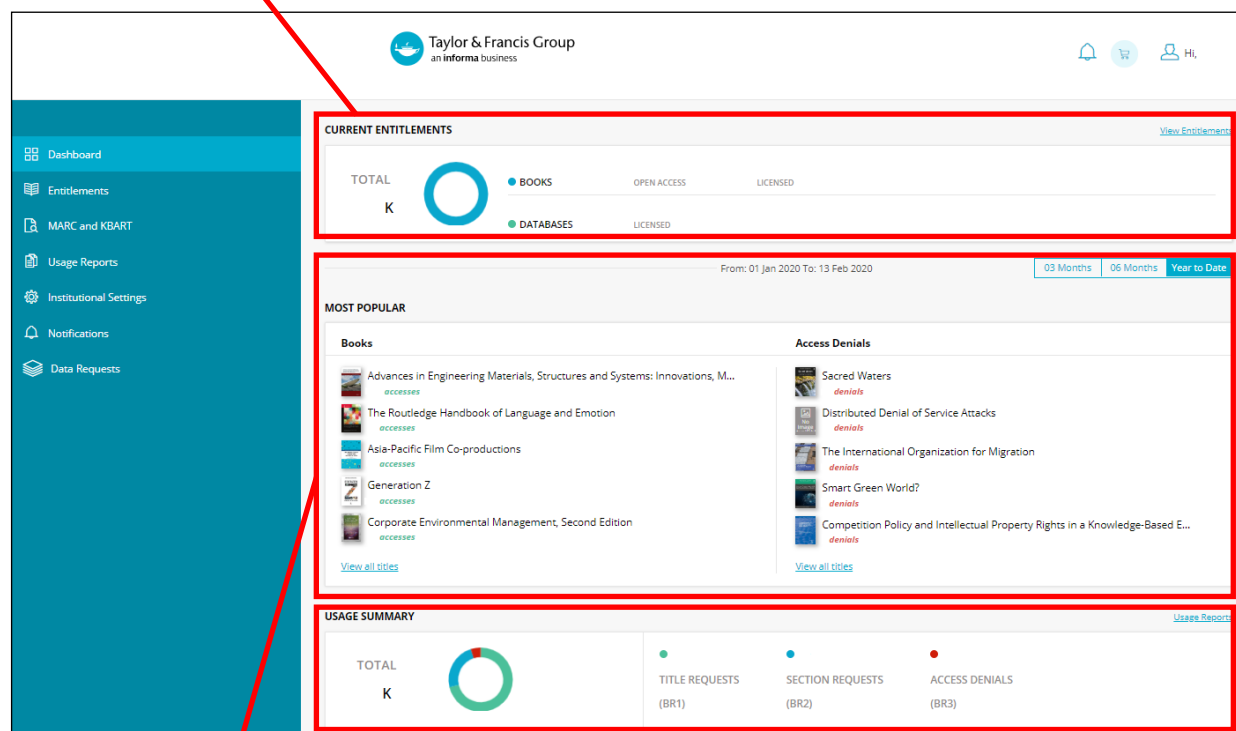 Taylor & Francis Group
an informa business
Hi,
Dashboard
Entitlements
MARC and KBART
Usage Reports
Institutional Settings
Notifications
Data Requests
CURRENT ENTITLEMENTS
View Entitlements
TOTAL
K
BOOKS OPEN ACCESS LICENSED
DATABASES LICENSED
From: 01 Jan 2020 To: 13 Feb 2020
03 Months 06 Months Year to Date
MOST POPULAR
Books
Advances in Engineering Materials, Structures and Systems: Innovations, M...
accesses
The Routledge Handbook of Language and Emotion
accesses
Asia-Pacific Film Co-productions
accesses
Generation Z
accesses
Corporate Environmental Management, Second Edition
accesses
View all titles
Access Denials
Sacred Waters
denials
No
Image
Distributed Denial of Service Attacks
denials
The International Organization for Migration
denials
Smart Green World?
denials
Competition Policy and Intellectual Property Rights in a Knowledge-Based E...
denials
View all titles
USAGE SUMMARY
Usage Reports
TOTAL
K
TITLE REQUESTS
(BR1)
SECTION REQUESTS
(BR2)
ACCESS DENIALS
(BR3)